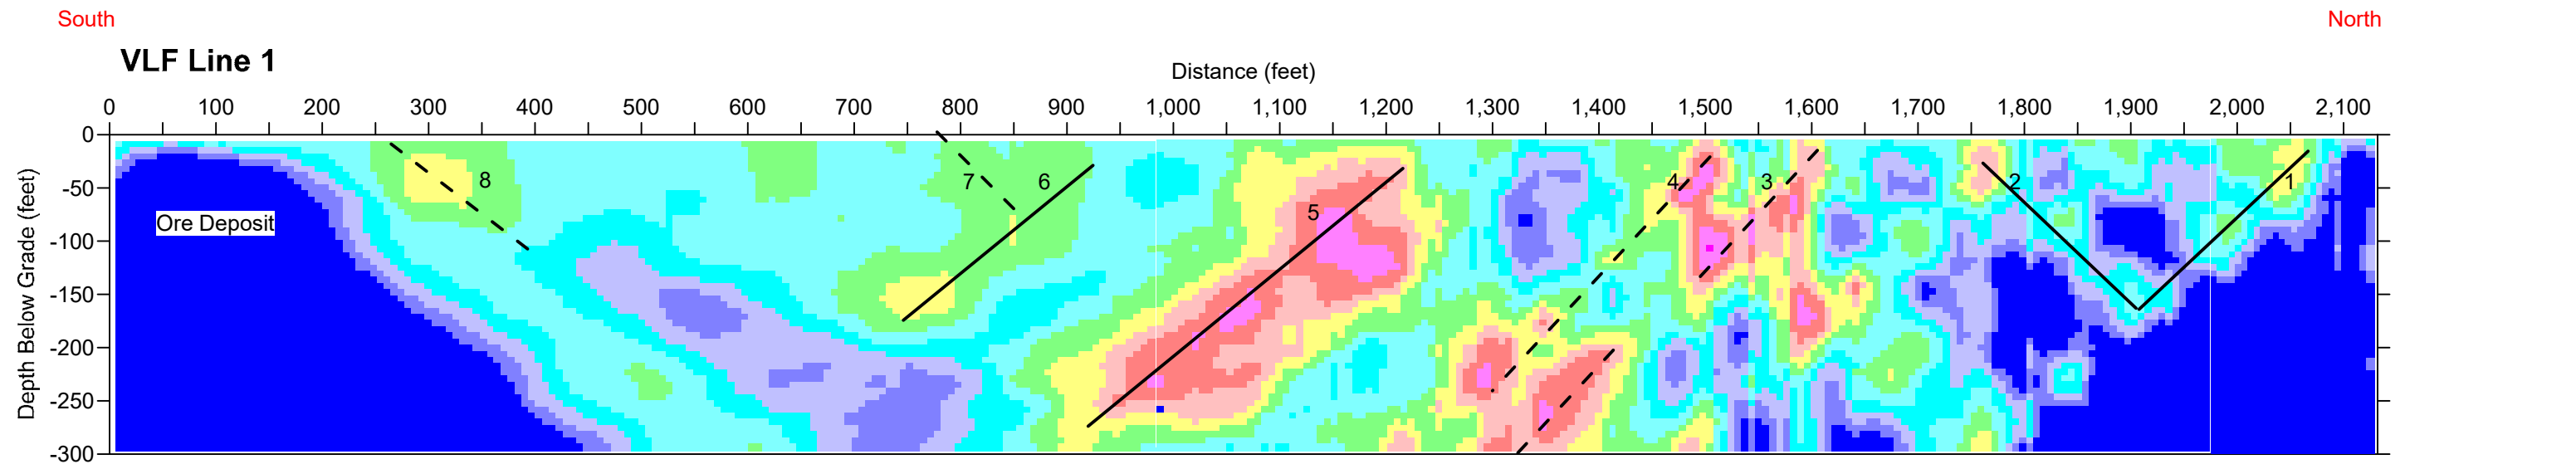 South North
VLF Line 1
Distance (feet)
0 100 200 300 400 500 600 700 800 900 1,000 1,100 1,200 1,300 1,400 1,500 1,600 1,700 1,800 1,900 2,000 2,100
Depth Below Grade (feet)
0
-50
-100
-150
-200
-250
-300
8 7 6 4 3 2 1
5
Ore Deposit